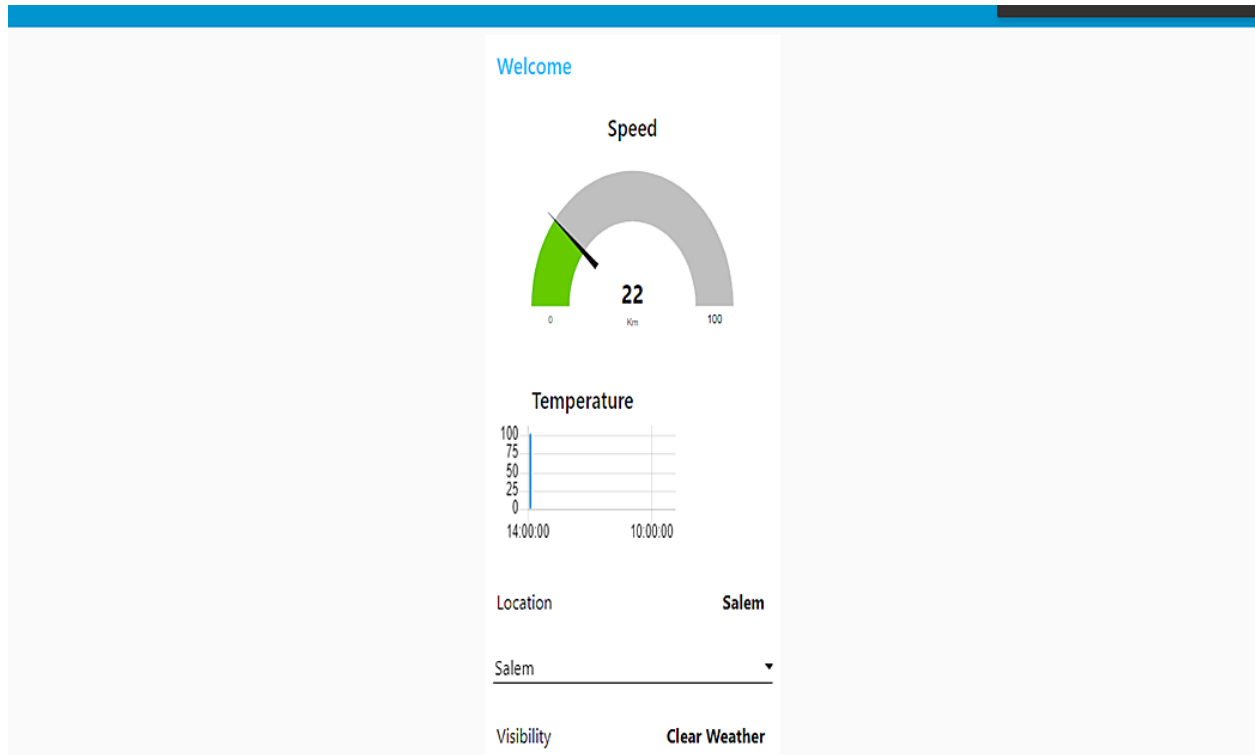 Welcome
Speed
22
0 Km 100
Temperature
100
75
50
25
0
14:00:00 10:00:00
Location Salem
Salem
Visibility Clear Weather